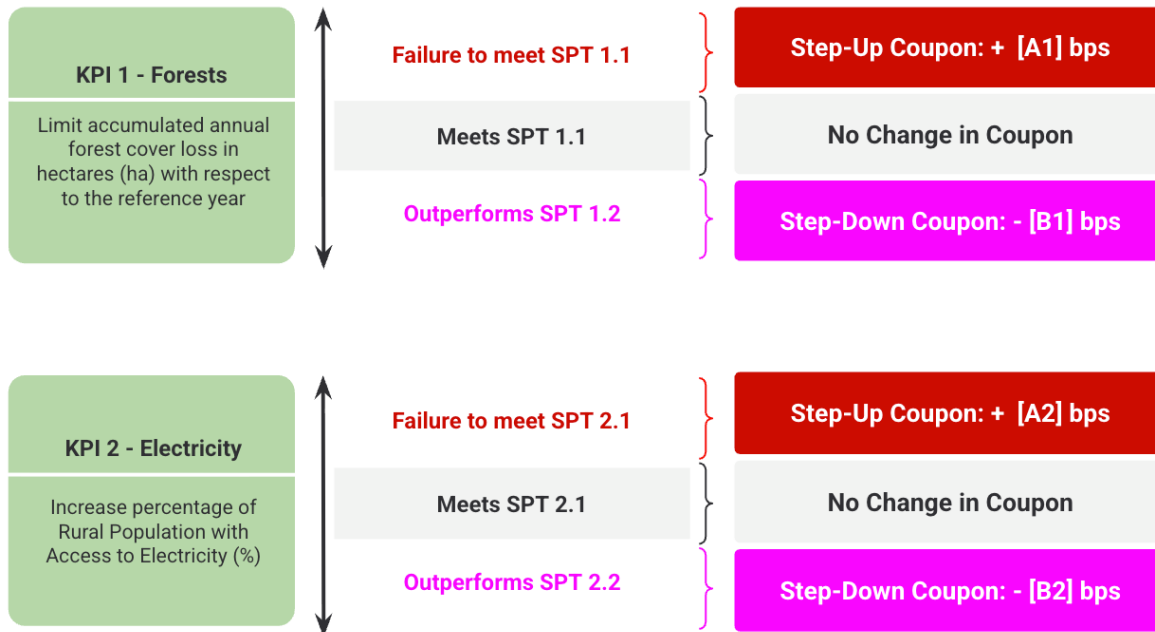 KPI 1 - Forests
Limit accumulated annual
forest cover loss in
hectares (ha) with respect
to the reference year
Failure to meet SPT 1.1
Step-Up Coupon: + [A1] bps
Meets SPT 1.1
No Change in Coupon
Outperforms SPT 1.2
Step-Down Coupon: - [B1] bps
KPI 2 - Electricity
Increase percentage of
Rural Population with
Access to Electricity (%)
Failure to meet SPT 2.1
Step-Up Coupon: + [A2] bps
Meets SPT 2.1
No Change in Coupon
Outperforms SPT 2.2
Step-Down Coupon: - [B2] bps